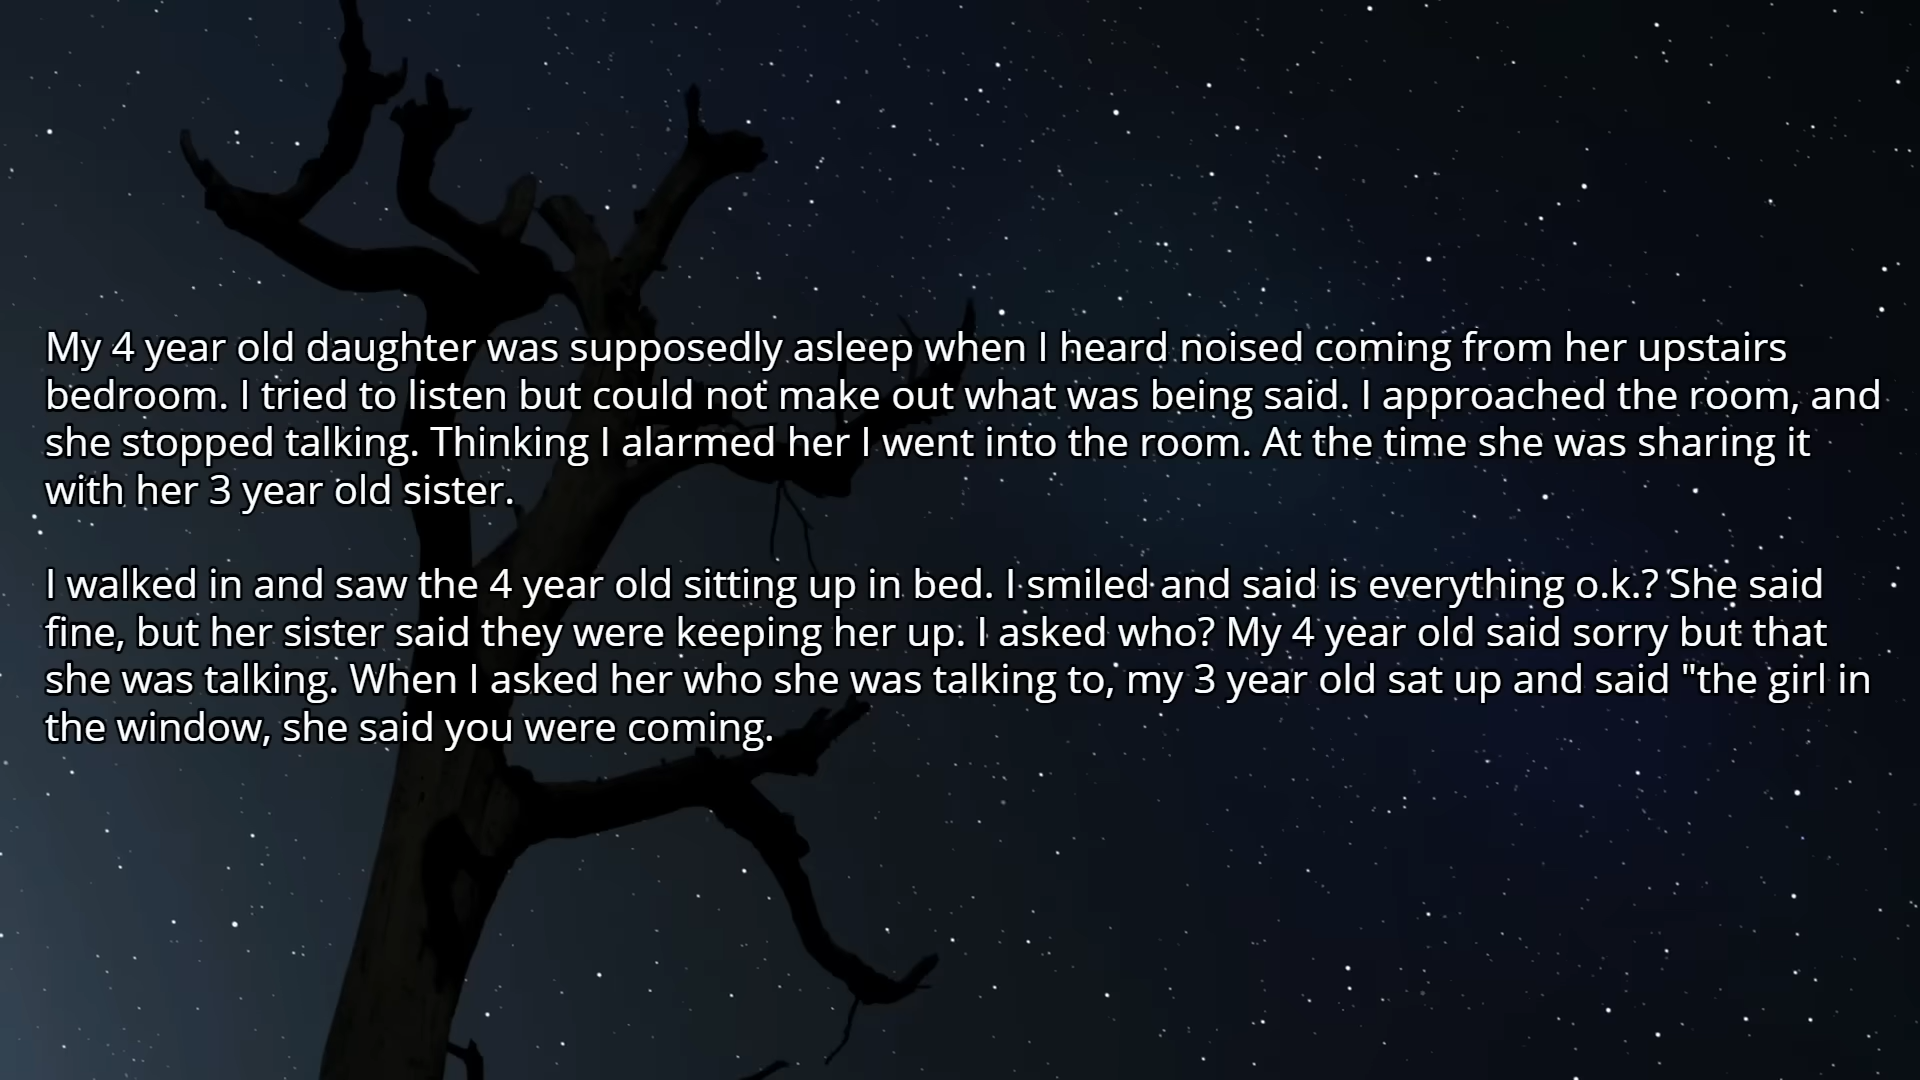 My 4 year old daughter was supposedly asleep when I heard noised coming from her upstairs
bedroom. I tried to listen but could not make out what was being said. I approached the room, and
she stopped talking. Thinking I alarmed her I went into the room. At the time she was sharing it
with her 3 year old sister.
I walked in and saw the 4 year old sitting up in bed. I smiled and said is everything o.k.? She said
fine, but her sister said they were keeping her up. I asked who? My 4 year old said sorry but that
she was talking. When I asked her who she was talking to, my 3 year old sat up and said "the girl in
the window, she said you were coming.